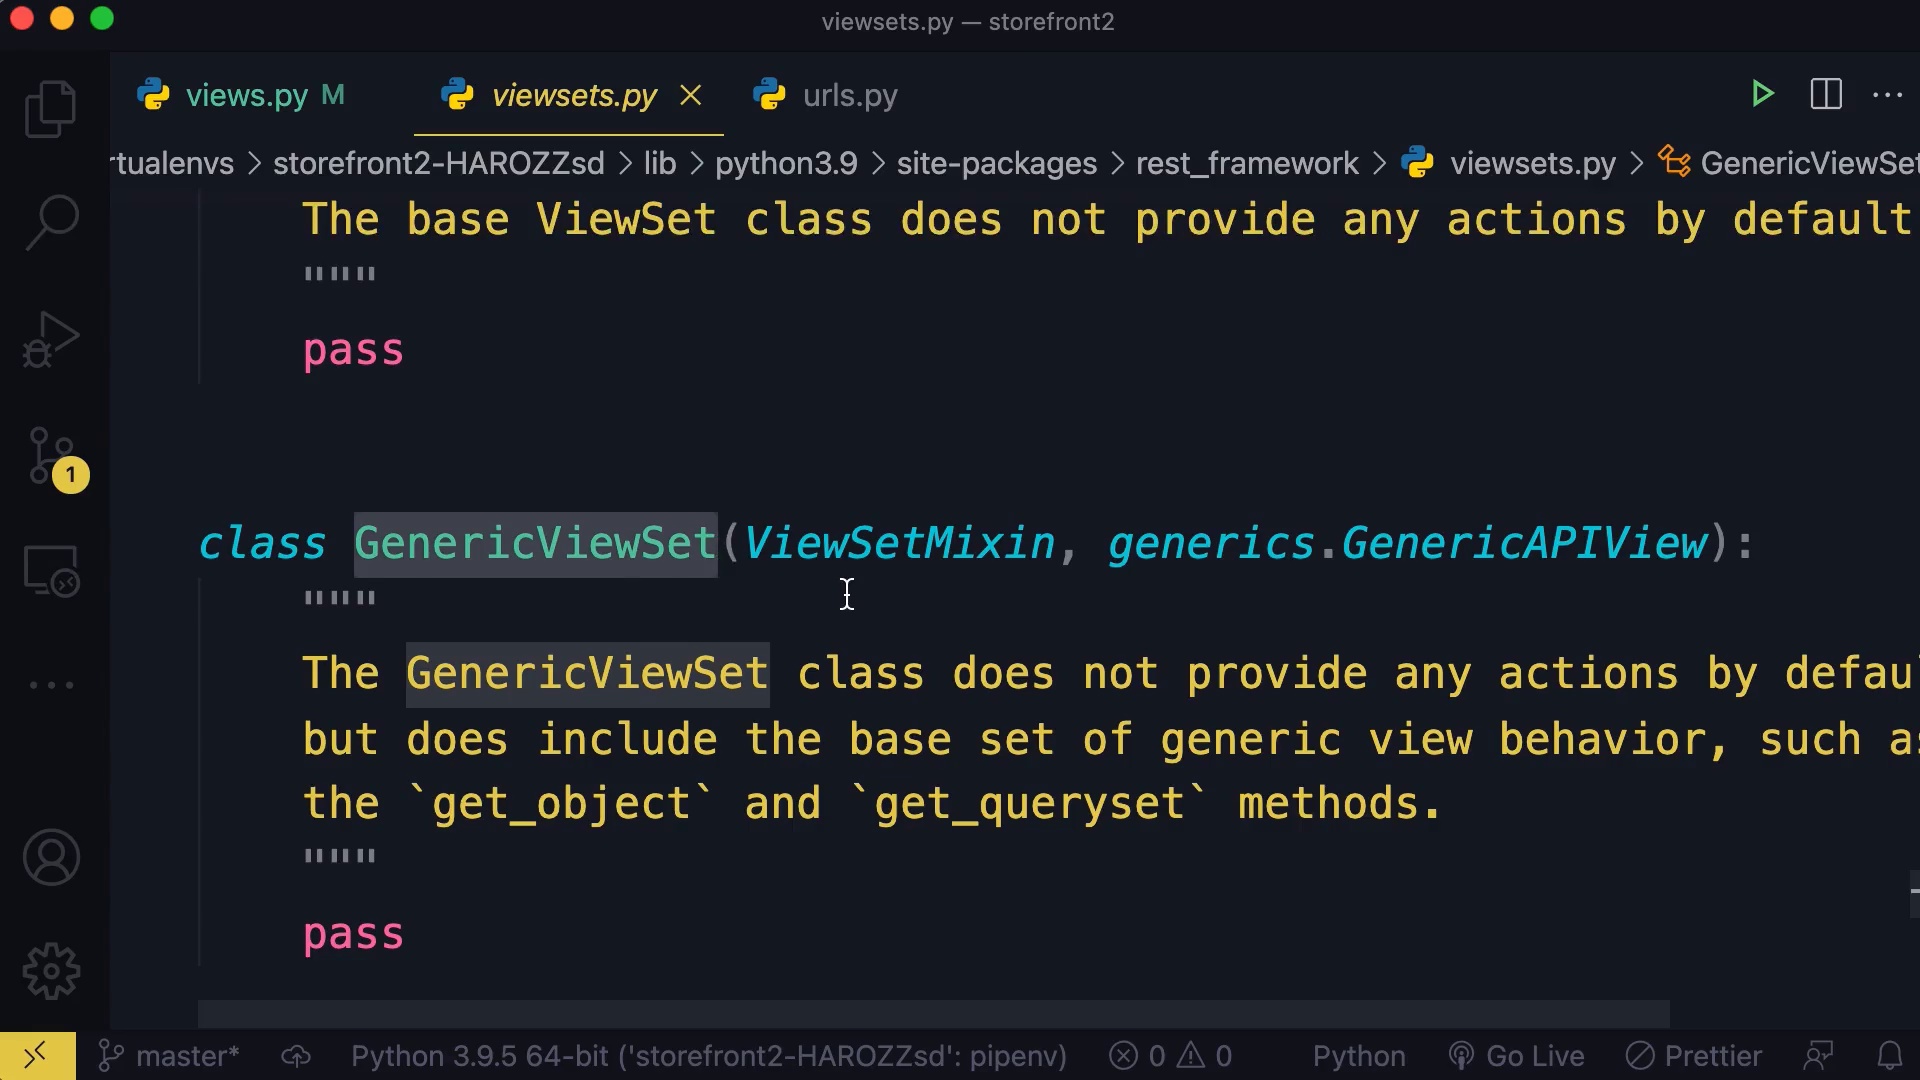 viewsets.py — storefront2
views.py M viewsets.py urls.py
rtualenvs > storefront2-HAROZZsd > lib > python3.9 > site-packages > rest_framework > viewsets.py > GenericViewSet
The base ViewSet class does not provide any actions by default
"""
pass
class GenericViewSet(ViewSetMixin, generics.GenericAPIView):
"""
The GenericViewSet class does not provide any actions by defau
but does include the base set of generic view behavior, such as
the `get_object` and `get_queryset` methods.
"""
pass
1
master* Python 3.9.5 64-bit ('storefront2-HAROZZsd': pipenv) 0 0 Python Go Live Prettier